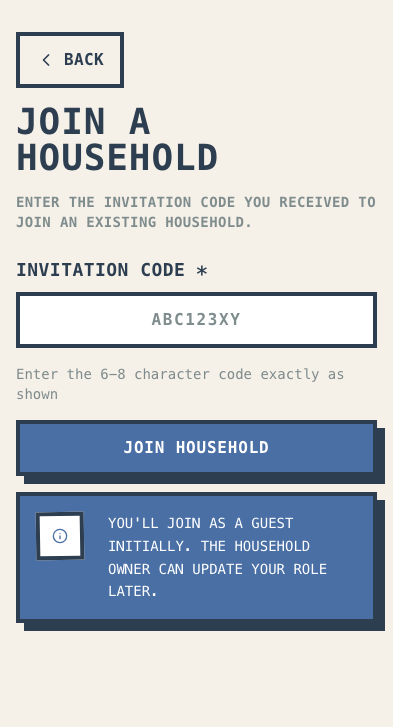 BACK
JOIN A
HOUSEHOLD
ENTER THE INVITATION CODE YOU RECEIVED TO
JOIN AN EXISTING HOUSEHOLD.
INVITATION CODE *
ABC123XY
Enter the 6–8 character code exactly as
shown
JOIN HOUSEHOLD
YOU'LL JOIN AS A GUEST
INITIALLY. THE HOUSEHOLD
OWNER CAN UPDATE YOUR ROLE
LATER.